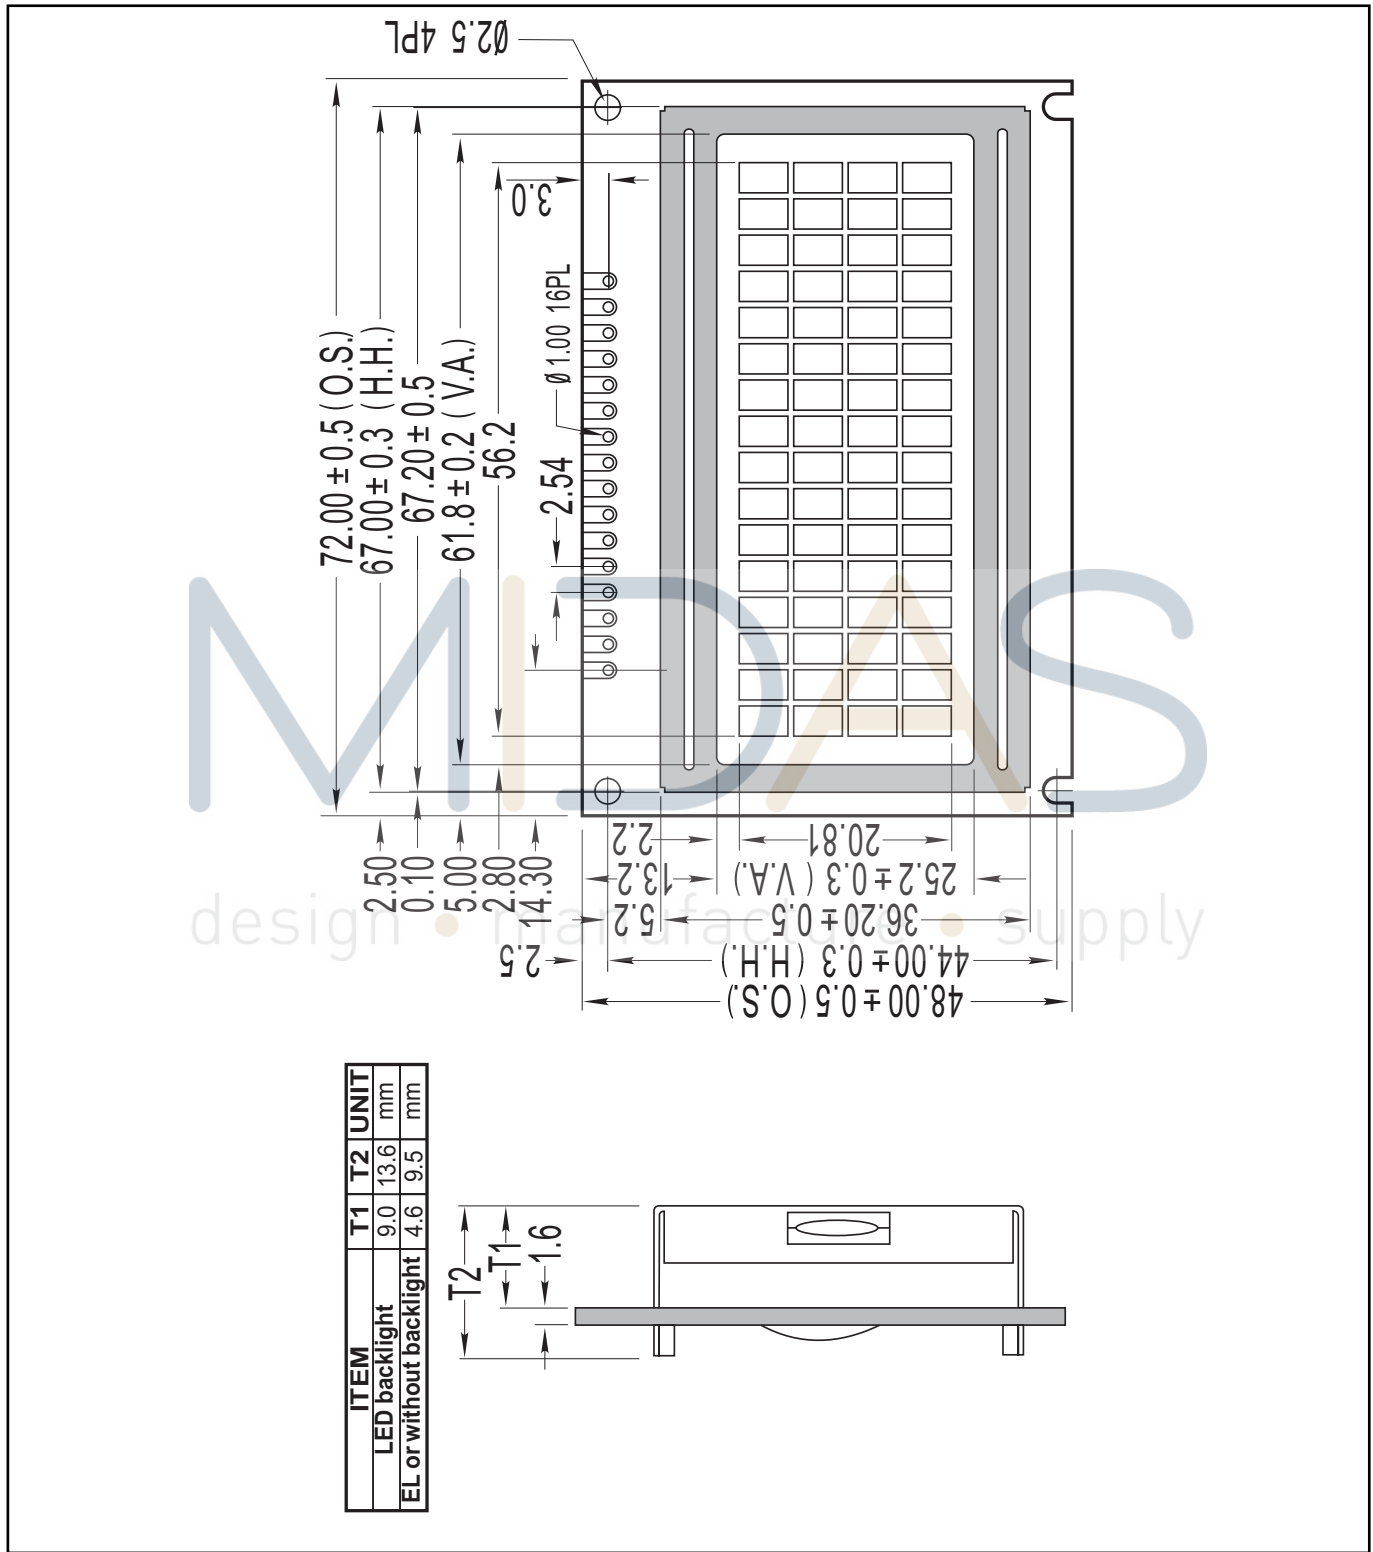 Ø2.5 4PL
72.00 ± 0.5 ( O.S.)
67.00 ± 0.3 ( H.H.)
67.20 ± 0.5
61.8 ± 0.2 ( V.A.)
56.2
3.0
Ø 1.00 16PL
2.54
2.50
0.10
5.00
2.80
14.30
2.2
20.81
13.2
25.2 ± 0.3 ( V.A.)
5.2
36.20 ± 0.5
2.5
44.00 ± 0.3 ( H.H.)
48.00 ± 0.5 ( O.S.)
MIDAS
design • manufacture • supply
ITEM T1 T2 UNIT
LED backlight 9.0 13.6 mm
EL or without backlight 4.6 9.5 mm
T2
T1
1.6